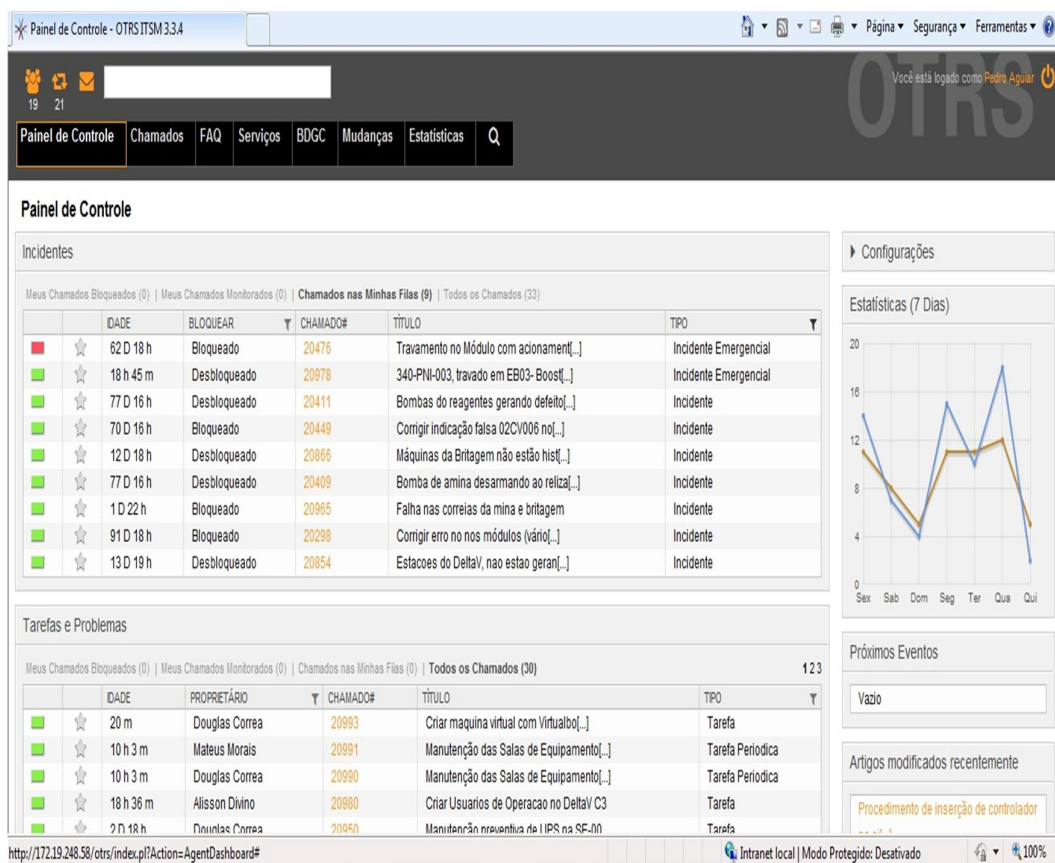 Painel de Controle - OTRS ITSM 3.3.4
Página Segurança Ferramentas
OTRS
Você está logado como Pedro Aguiar
19 21
Painel de Controle Chamados FAQ Serviços BDGC Mudanças Estatísticas
Painel de Controle
Incidentes
Meus Chamados Bloqueados (0) | Meus Chamados Monitorados (0) | Chamados nas Minhas Filas (9) | Todos os Chamados (33)
IDADE BLOQUEAR CHAMADO# TÍTULO TIPO
62 D 18 h Bloqueado 20476 Travamento no Módulo com acionament[...] Incidente Emergencial
18 h 45 m Desbloqueado 20978 340-PNI-003, travado em EB03- Boost[...] Incidente Emergencial
77 D 16 h Desbloqueado 20411 Bombas do reagentes gerando defeito[...] Incidente
70 D 16 h Bloqueado 20449 Corrigir indicação falsa 02CV006 no[...] Incidente
12 D 18 h Desbloqueado 20866 Máquinas da Britagem não estão hist[...] Incidente
77 D 16 h Desbloqueado 20409 Bomba de amina desarmando ao reliza[...] Incidente
1 D 22 h Bloqueado 20965 Falha nas correias da mina e britagem Incidente
91 D 18 h Bloqueado 20298 Corrigir erro no nos módulos (vário[...] Incidente
13 D 19 h Desbloqueado 20854 Estacoes do DeltaV, nao estao geran[...] Incidente
Tarefas e Problemas
Meus Chamados Bloqueados (0) | Meus Chamados Monitorados (0) | Chamados nas Minhas Filas (0) | Todos os Chamados (30) 1 2 3
IDADE PROPRIETÁRIO CHAMADO# TÍTULO TIPO
20 m Douglas Correa 20993 Criar maquina virtual com Virtualbo[...] Tarefa
10 h 3 m Mateus Morais 20991 Manutenção das Salas de Equipamento[...] Tarefa Periodica
10 h 3 m Douglas Correa 20990 Manutenção das Salas de Equipamento[...] Tarefa Periodica
18 h 36 m Alisson Divino 20980 Criar Usuarios de Operacao no DeltaV C3 Tarefa
2 D 18 h Douglas Correa 20950 Manutenção preventiva de UPS na SE-00 Tarefa
Configurações
Estatísticas (7 Dias)
20
16
12
8
4
0
Sex Sab Dom Seg Ter Qua Qui
Próximos Eventos
Vazio
Artigos modificados recentemente
Procedimento de inserção de controlador
http://172.19.248.58/otrs/index.pl?Action=AgentDashboard#
Intranet local | Modo Protegido: Desativado 100%